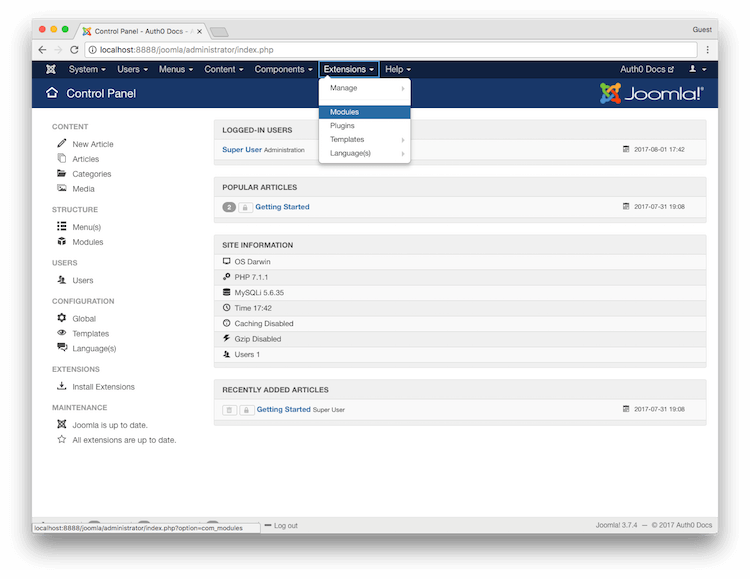 Control Panel - Auth0 Docs - A
Guest
localhost:8888/joomla/administrator/index.php
System Users Menus Content Components Extensions Help Auth0 Docs
Control Panel
Joomla!®
Manage
Modules
Plugins
Templates
Language(s)
CONTENT
New Article
Articles
Categories
Media
STRUCTURE
Menu(s)
Modules
USERS
Users
CONFIGURATION
Global
Templates
Language(s)
EXTENSIONS
Install Extensions
MAINTENANCE
Joomla is up to date.
All extensions are up to date.
LOGGED-IN USERS
Super User Administration 2017-08-01 17:42
POPULAR ARTICLES
2 Getting Started 2017-07-31 19:08
SITE INFORMATION
OS Darwin
PHP 7.1.1
MySQLi 5.6.35
Time 17:42
Caching Disabled
Gzip Disabled
Users 1
RECENTLY ADDED ARTICLES
Getting Started Super User 2017-07-31 19:08
localhost:8888/joomla/administrator/index.php?option=com_modules
Log out
Joomla! 3.7.4 — © 2017 Auth0 Docs